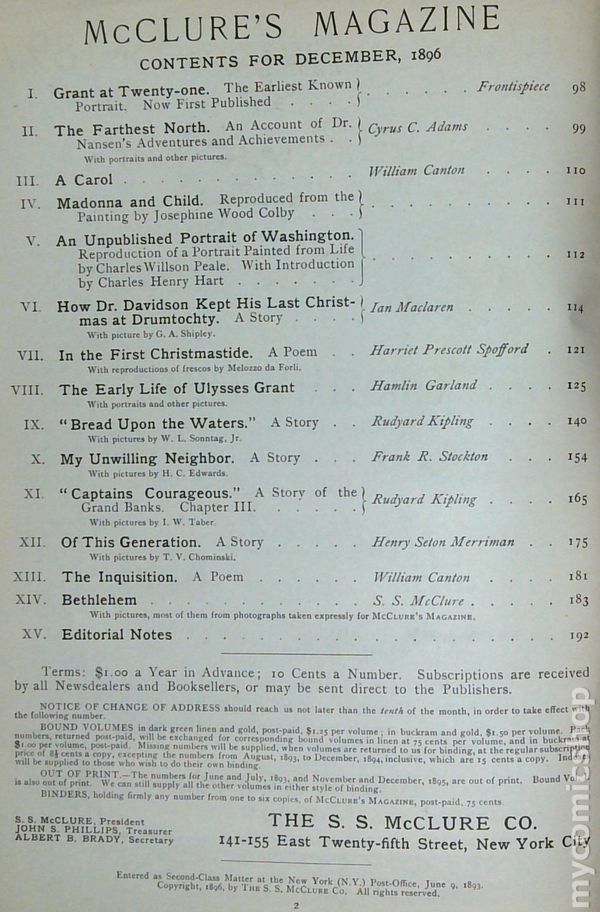 McCLURE'S MAGAZINE
CONTENTS FOR DECEMBER, 1896
I. Grant at Twenty-one. The Earliest Known Portrait. Now First Published . . . . Frontispiece 98
II. The Farthest North. An Account of Dr. Nansen's Adventures and Achievements . . Cyrus C. Adams . . . . 99
With portraits and other pictures.
III. A Carol . . . . . . . . . . . . . William Canton . . . . 110
IV. Madonna and Child. Reproduced from the Painting by Josephine Wood Colby . . . . 111
V. An Unpublished Portrait of Washington.
Reproduction of a Portrait Painted from Life
by Charles Willson Peale. With Introduction
by Charles Henry Hart . . . . . . . 112
VI. How Dr. Davidson Kept His Last Christ-
mas at Drumtochty. A Story . . . . Ian Maclaren . . . . . 114
With picture by G. A. Shipley.
VII. In the First Christmastide. A Poem . . Harriet Prescott Spofford . 121
With reproductions of frescos by Melozzo da Forli.
VIII. The Early Life of Ulysses Grant . . . Hamlin Garland . . . . 125
With portraits and other pictures.
IX. "Bread Upon the Waters." A Story . . Rudyard Kipling . . . . 140
With pictures by W. L. Sonntag, Jr.
X. My Unwilling Neighbor. A Story . . . Frank R. Stockton . . . 154
With pictures by H. C. Edwards.
XI. "Captains Courageous." A Story of the
Grand Banks. Chapter III. . . . . . Rudyard Kipling . . . . 165
With pictures by I. W. Taber.
XII. Of This Generation. A Story . . . . . Henry Seton Merriman . . 175
With pictures by T. V. Chominski.
XIII. The Inquisition. A Poem . . . . . . William Canton . . . . 181
XIV. Bethlehem . . . . . . . . . . . . S. S. McClure . . . . . 183
With pictures, most of them from photographs taken expressly for McCLURE'S MAGAZINE.
XV. Editorial Notes . . . . . . . . . . . . . . . . . . . . . 192
Terms: $1.00 a Year in Advance; 10 Cents a Number. Subscriptions are received
by all Newsdealers and Booksellers, or may be sent direct to the Publishers.
NOTICE OF CHANGE OF ADDRESS should reach us not later than the tenth of the month, in order to take effect with
the following number.
BOUND VOLUMES in dark green linen and gold, post-paid, $1.25 per volume; in buckram and gold, $1.50 per volume. Each
numbers, returned post-paid, will be exchanged for corresponding bound volumes in linen at 75 cents per volume, and in buckram at
$1.00 per volume, post-paid. Missing numbers will be supplied, when volumes are returned to us for binding, at the regular subscription
price of 8⅓ cents a copy, excepting the numbers from August, 1893, to December, 1894, inclusive, which are 15 cents a copy.
will be supplied to those who wish to do their own binding.
OUT OF PRINT.—The numbers for June and July, 1893, and November and December, 1895, are out of print. Bound
is also out of print. We can still supply all the other volumes in either style of binding.
BINDERS, holding firmly any number from one to six copies, of McCLURE'S MAGAZINE, post-paid, 75 cents.
S. S. McCLURE, President
JOHN S. PHILLIPS, Treasurer
ALBERT B. BRADY, Secretary
THE S. S. McCLURE CO.
141-155 East Twenty-fifth Street, New York City
Entered as Second-Class Matter at the New York (N.Y.) Post-Office, June 9, 1893.
Copyright, 1896, by THE S. S. McCLURE CO. All rights reserved.
2